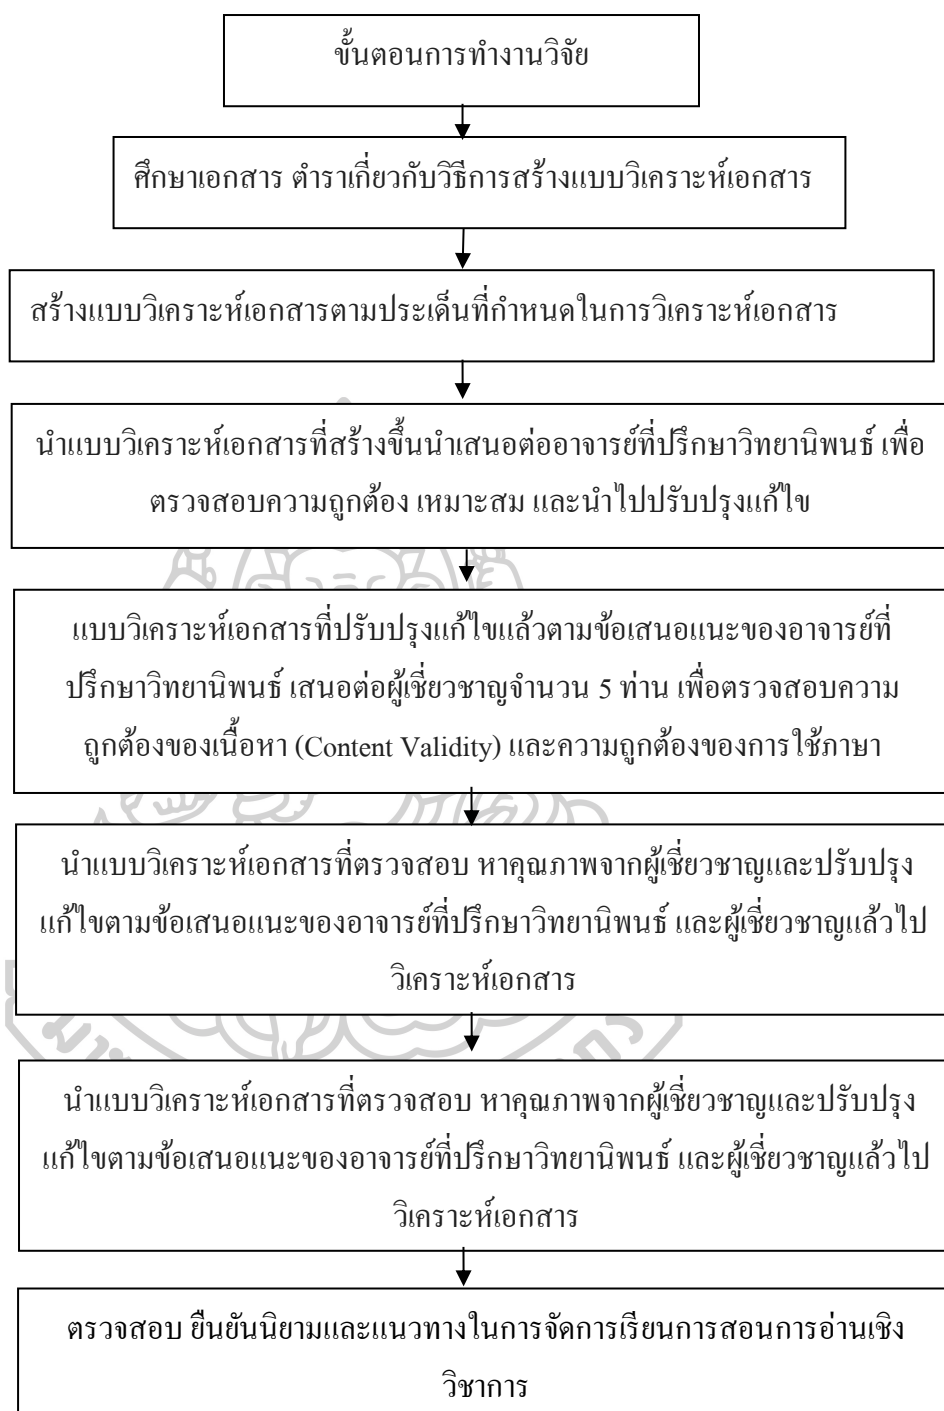 ขั้นตอนการทำงานวิจัย
ศึกษาเอกสาร ตำราเกี่ยวกับวิธีการสร้างแบบวิเคราะห์เอกสาร
สร้างแบบวิเคราะห์เอกสารตามประเด็นที่กำหนดในการวิเคราะห์เอกสาร
นำแบบวิเคราะห์เอกสารที่สร้างขึ้นนำเสนอต่ออาจารย์ที่ปรึกษาวิทยานิพนธ์ เพื่อ
ตรวจสอบความถูกต้อง เหมาะสม และนำไปปรับปรุงแก้ไข
แบบวิเคราะห์เอกสารที่ปรับปรุงแก้ไขแล้วตามข้อเสนอแนะของอาจารย์ที่
ปรึกษาวิทยานิพนธ์ เสนอต่อผู้เชี่ยวชาญจำนวน 5 ท่าน เพื่อตรวจสอบความ
ถูกต้องของเนื้อหา (Content Validity) และความถูกต้องของการใช้ภาษา
นำแบบวิเคราะห์เอกสารที่ตรวจสอบ หาคุณภาพจากผู้เชี่ยวชาญและปรับปรุง
แก้ไขตามข้อเสนอแนะของอาจารย์ที่ปรึกษาวิทยานิพนธ์ และผู้เชี่ยวชาญแล้วไป
วิเคราะห์เอกสาร
นำแบบวิเคราะห์เอกสารที่ตรวจสอบ หาคุณภาพจากผู้เชี่ยวชาญและปรับปรุง
แก้ไขตามข้อเสนอแนะของอาจารย์ที่ปรึกษาวิทยานิพนธ์ และผู้เชี่ยวชาญแล้วไป
วิเคราะห์เอกสาร
ตรวจสอบ ยืนยันนิยามและแนวทางในการจัดการเรียนการสอนการอ่านเชิง
วิชาการ